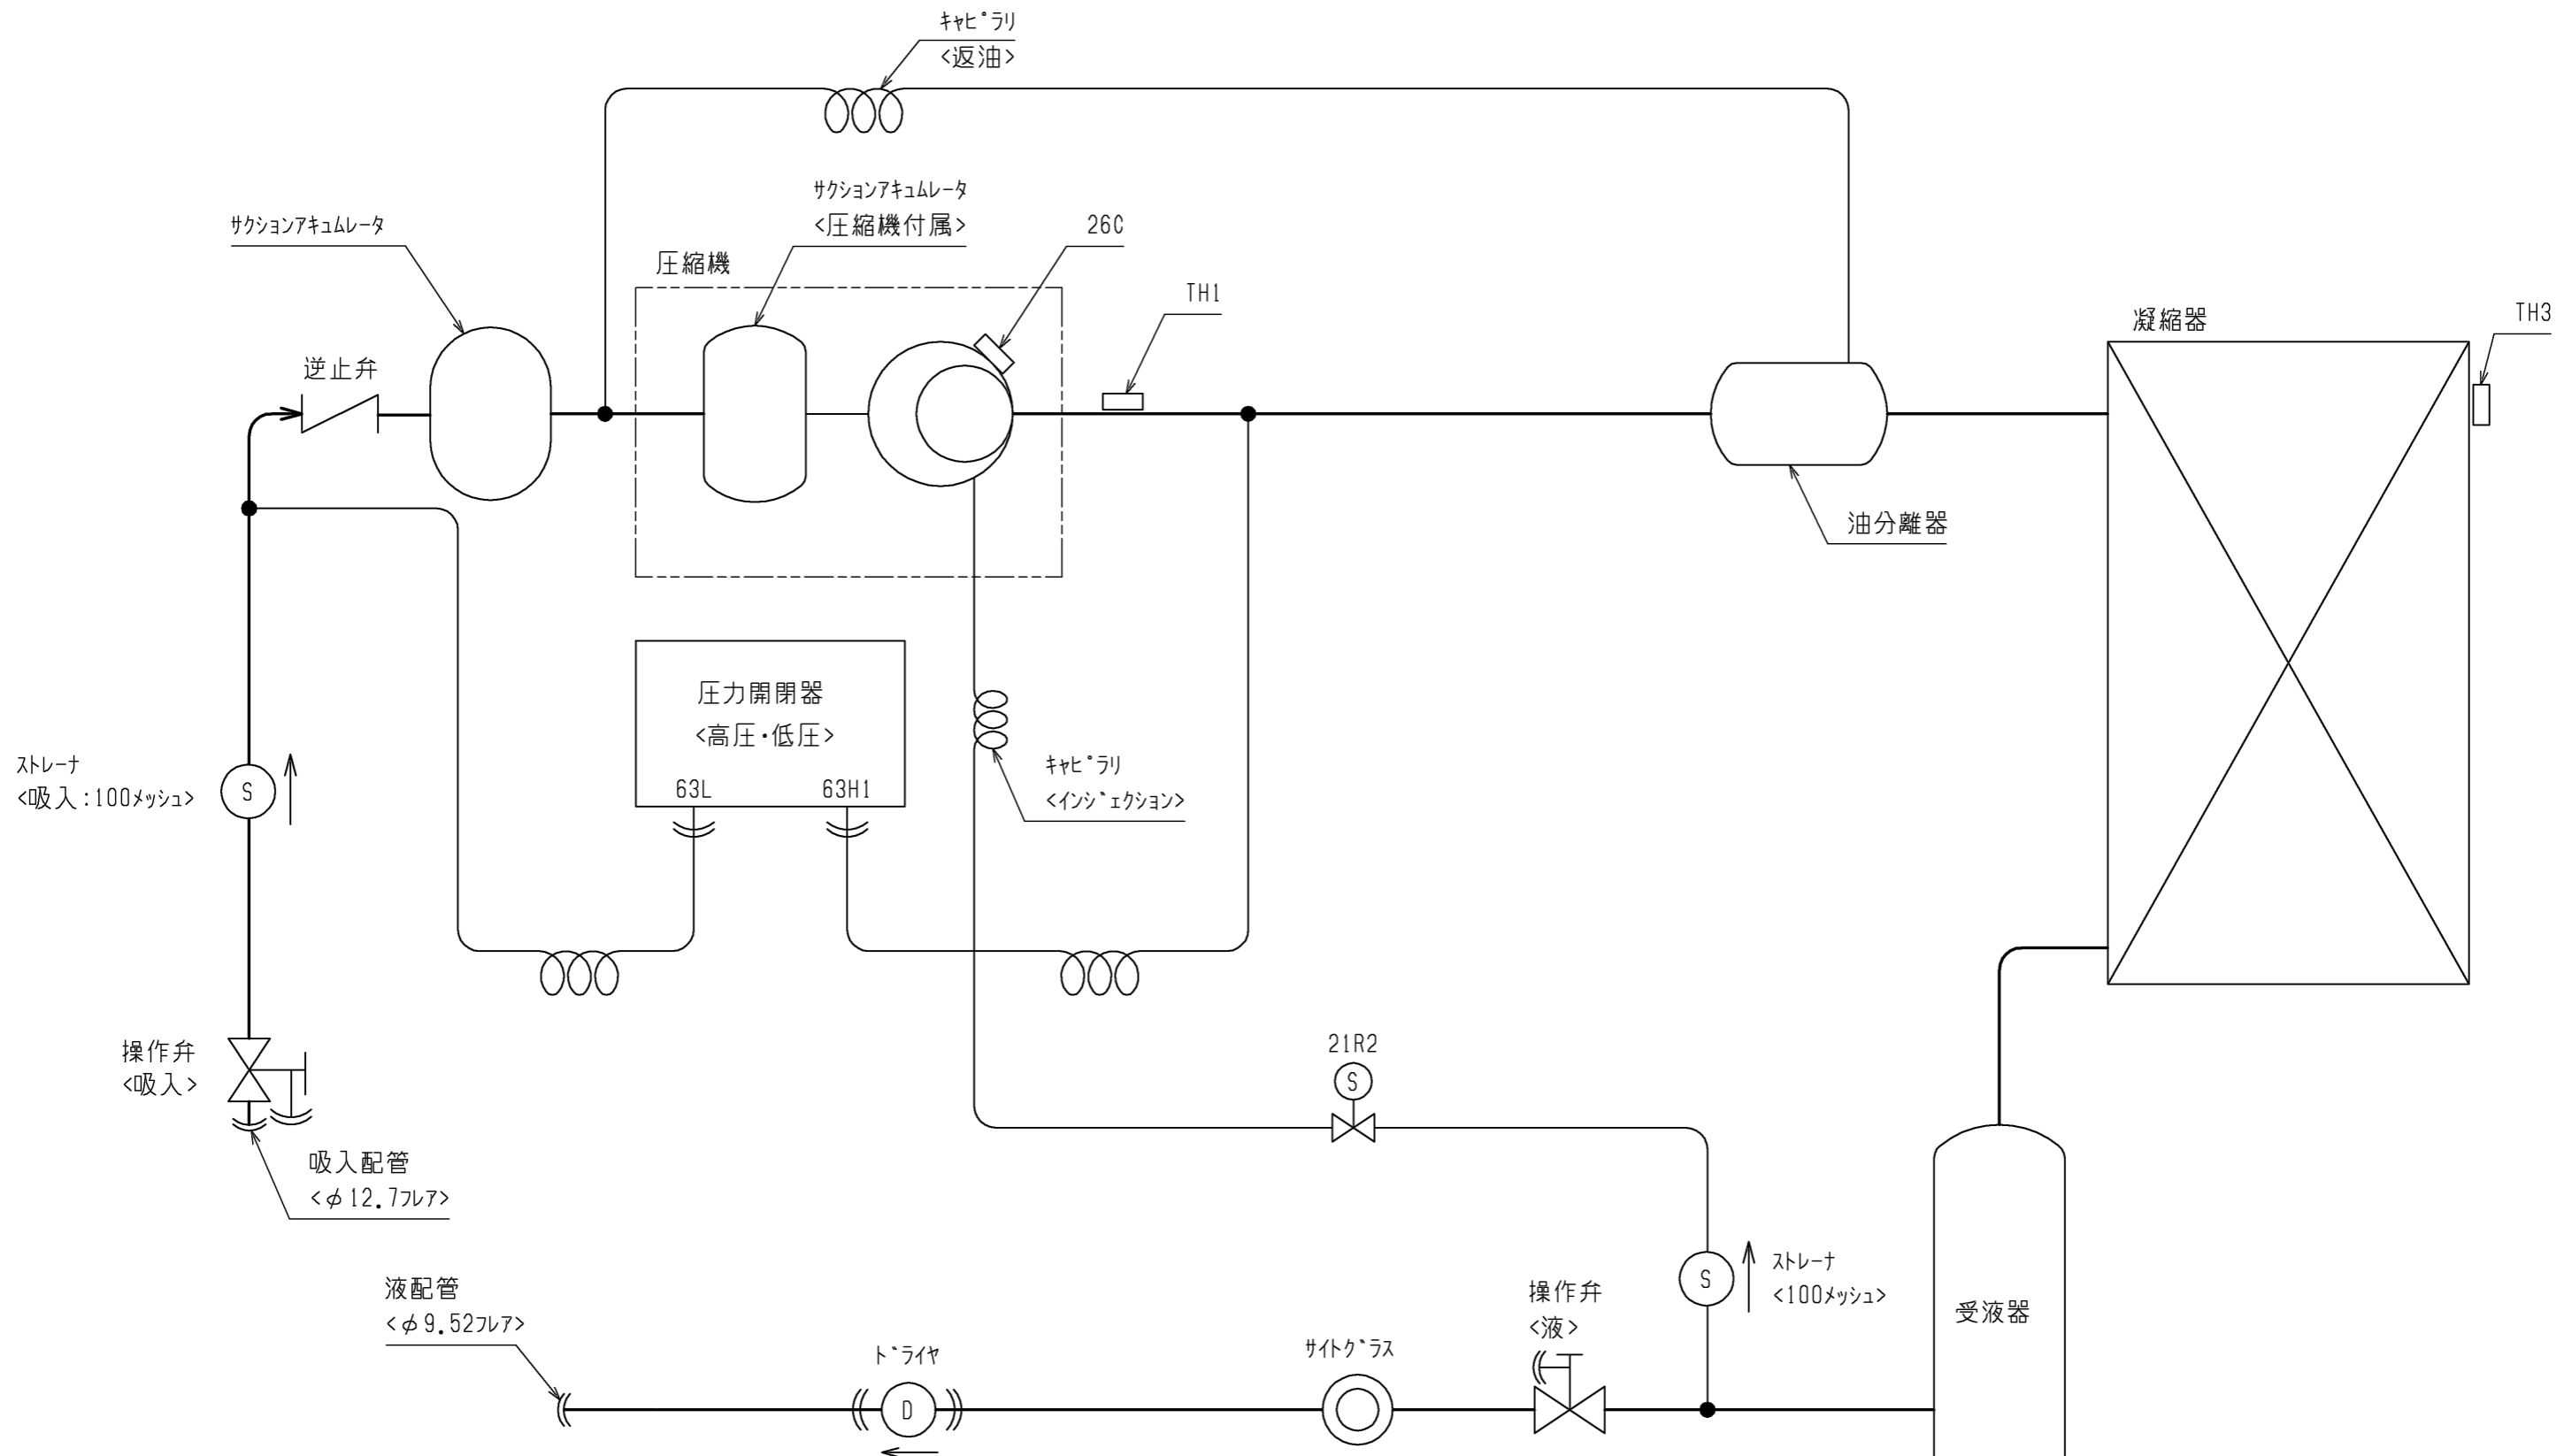 キャピラリ
<返油>
サクションアキュムレータ
<圧縮機付属>
サクションアキュムレータ
26C
圧縮機
TH1
TH3
凝縮器
逆止弁
油分離器
圧力開閉器
<高圧・低圧>
63L
63H1
ストレーナ
<吸入:100メッシュ>
S
キャピラリ
<インジェクション>
操作弁
<吸入>
21R2
S
吸入配管
<φ12.7フレア>
液配管
<φ9.52フレア>
ドライヤ
D
サイトグラス
操作弁
<液>
S
ストレーナ
<100メッシュ>
受液器